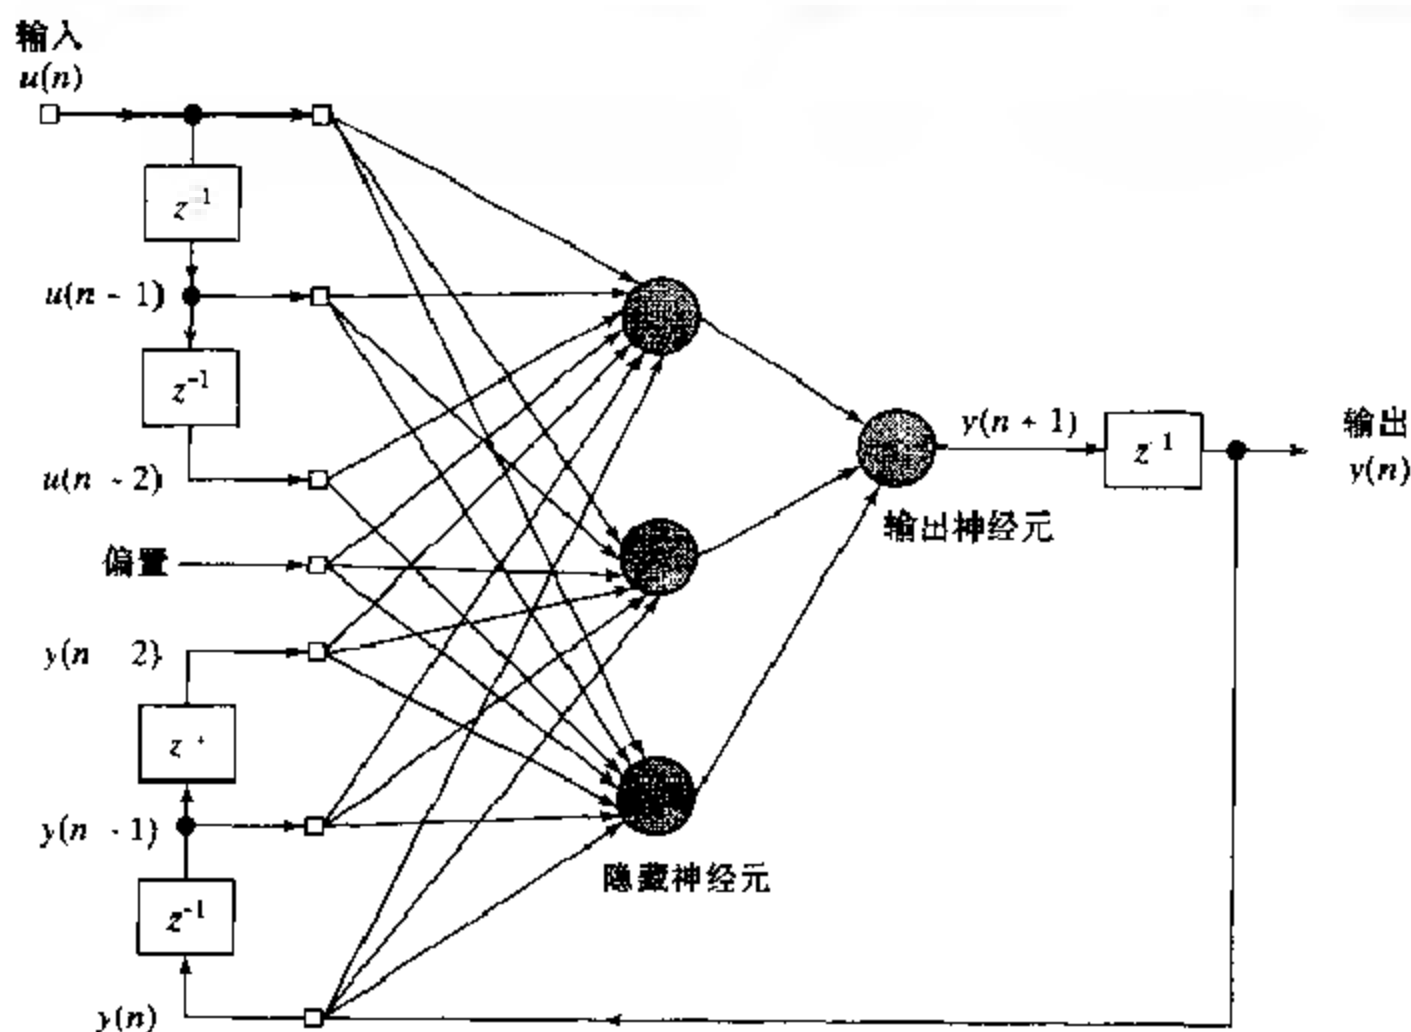 输入
u(n)
z⁻¹
u(n - 1)
z⁻¹
u(n - 2)
偏置
y(n - 2)
z
y(n - 1)
z⁻¹
y(n)
隐藏神经元
输出神经元
y(n + 1)
z⁻¹
输出
y(n)